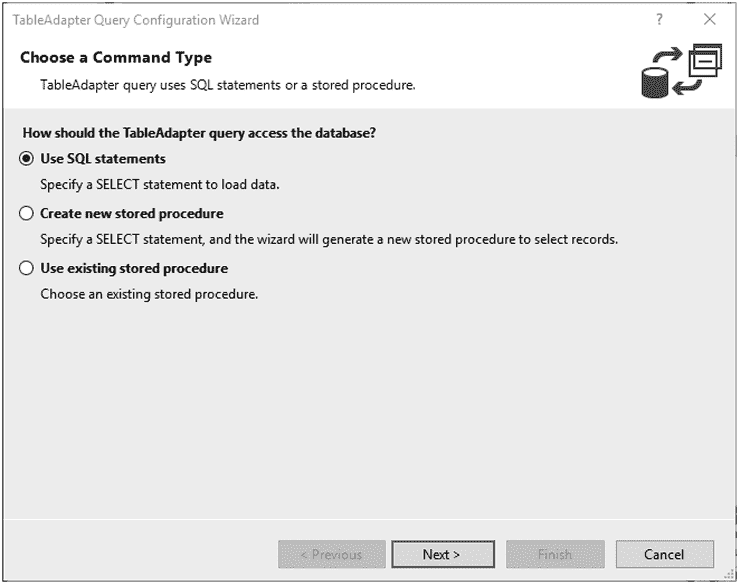 TableAdapter Query Configuration Wizard
?
Choose a Command Type
TableAdapter query uses SQL statements or a stored procedure.
How should the TableAdapter query access the database?
Use SQL statements
Specify a SELECT statement to load data.
Create new stored procedure
Specify a SELECT statement, and the wizard will generate a new stored procedure to select records.
Use existing stored procedure
Choose an existing stored procedure.
< Previous Next > Finish Cancel